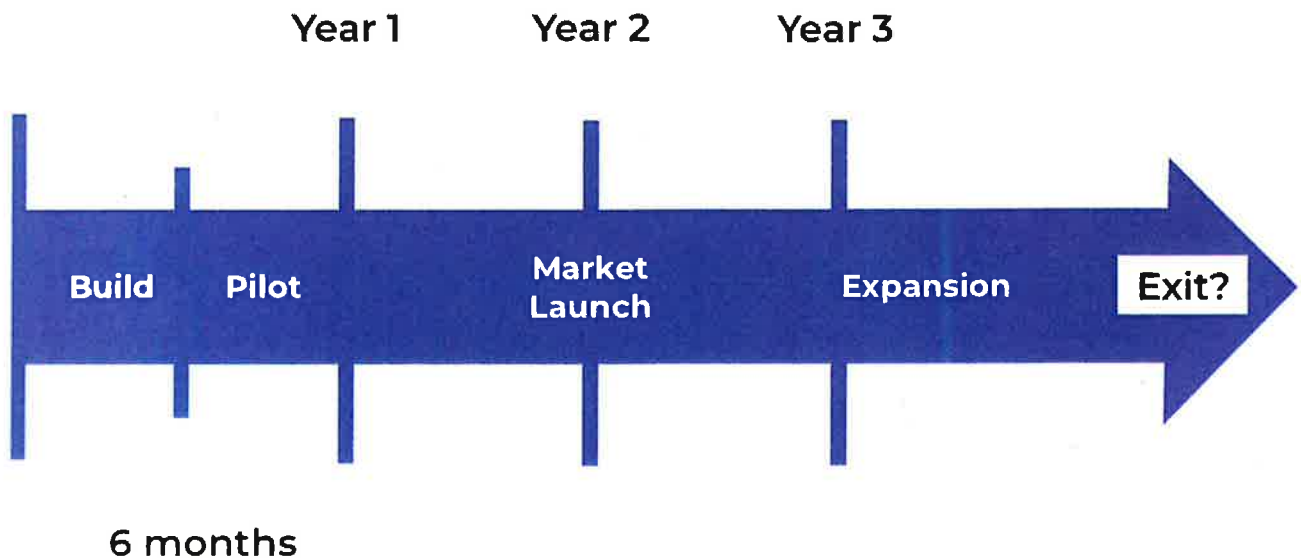 Year 1
Year 2
Year 3
Build
Pilot
Market
Launch
Expansion
Exit?
6 months